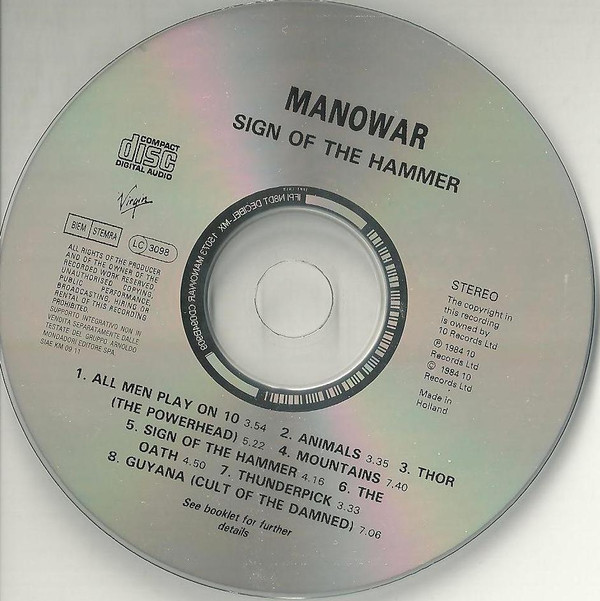 MANOWAR
SIGN OF THE HAMMER
COMPACT
disc
DIGITAL AUDIO
Virgin
BIEM STEMRA
LC 3098
ALL RIGHTS OF THE PRODUCER
AND OF THE OWNER OF THE
RECORDED WORK RESERVED.
UNAUTHORISED COPYING,
PUBLIC PERFORMANCE,
BROADCASTING, HIRING OR
RENTAL OF THIS RECORDING
PROHIBITED.
SUPPORTO INTEGRATIVO NON IN
VENDITA SEPARATAMENTE DALLE
TESTATE DEL GRUPPO ARNOLDO
MONDADORI EDITORE SPA.
SIAE KM 09 11
STEREO
The copyright in
this recording
is owned by
10 Records Ltd
℗ 1984 10
Records Ltd
© 1984 10
Records Ltd
Made in
Holland
1. ALL MEN PLAY ON 10 3.54 2. ANIMALS 3.35 3. THOR
(THE POWERHEAD) 5.22 4. MOUNTAINS 7.40
5. SIGN OF THE HAMMER 4.16 6. THE
OATH 4.50 7. THUNDERPICK 3.33
8. GUYANA (CULT OF THE DAMNED) 7.06
See booklet for further
details